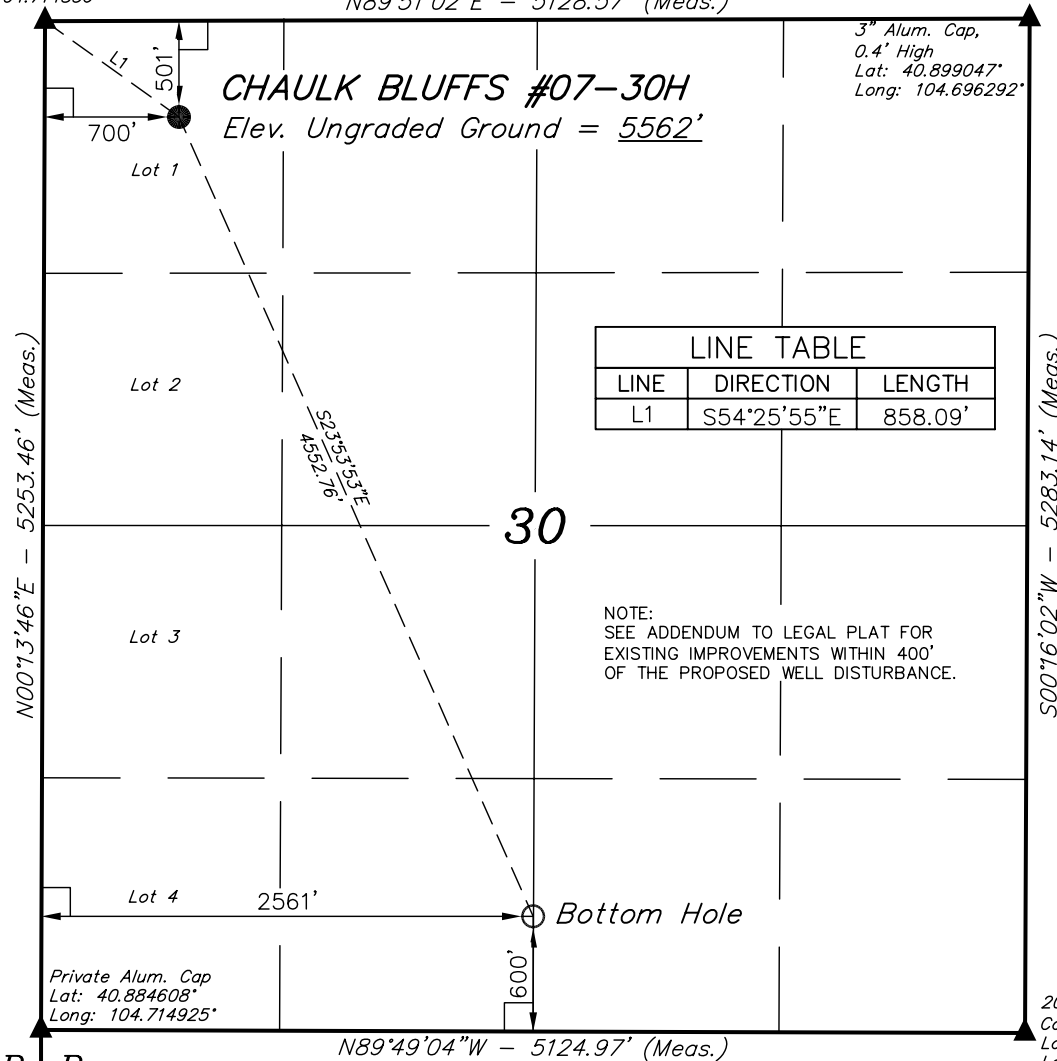 N89°51'02"E - 5128.57' (Meas.)
L1
501'
700'
CHAULK BLUFFS #07-30H
Elev. Ungraded Ground = 5562'
3" Alum. Cap,
0.4' High
Lat: 40.899047°
Long: 104.696292°
Lot 1
N00°13'46"E - 5253.46' (Meas.)
Lot 2
S23°53'53"E
4552.76'
LINE TABLE
LINE DIRECTION LENGTH
L1 S54°25'55"E 858.09'
S00°16'02"W - 5283.14' (Meas.)
30
Lot 3
NOTE:
SEE ADDENDUM TO LEGAL PLAT FOR
EXISTING IMPROVEMENTS WITHIN 400'
OF THE PROPOSED WELL DISTURBANCE.
Lot 4
2561'
Bottom Hole
600'
Private Alum. Cap
Lat: 40.884608°
Long: 104.714925°
N89°49'04"W - 5124.97' (Meas.)